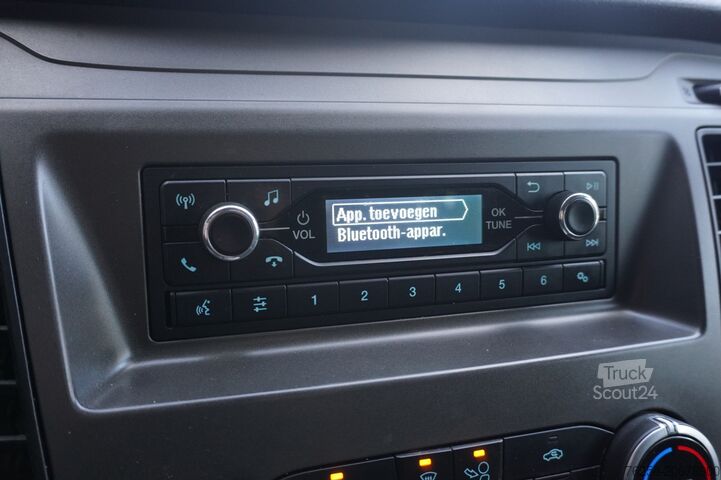 App. toevoegen
Bluetooth-appar.
VOL
OK
TUNE
1 2 3 4 5 6
Truck
Scout24